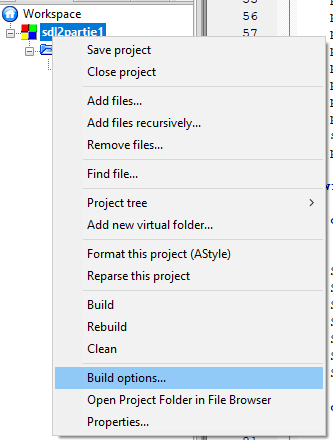 Workspace
sdl2partie1
56
57
Save project
Close project
Add files...
Add files recursively...
Remove files...
Find file...
Project tree
Add new virtual folder...
Format this project (AStyle)
Reparse this project
Build
Rebuild
Clean
Build options...
Open Project Folder in File Browser
Properties...